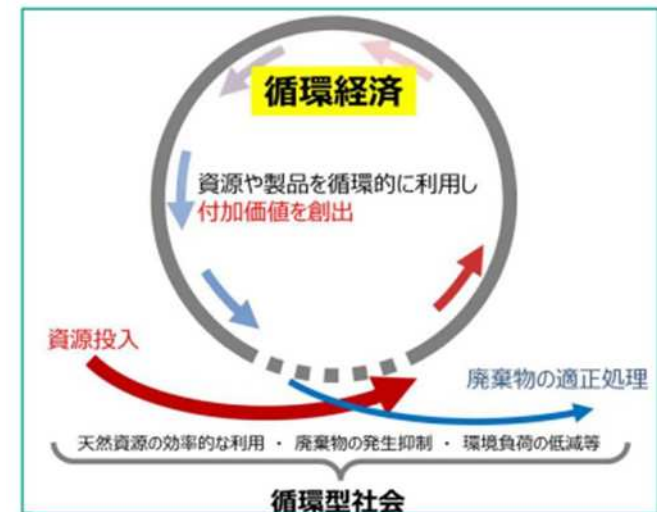 循環経済
資源や製品を循環的に利用し
付加価値を創出
資源投入
廃棄物の適正処理
天然資源の効率的な利用 ・ 廃棄物の発生抑制 ・ 環境負荷の低減等
循環型社会